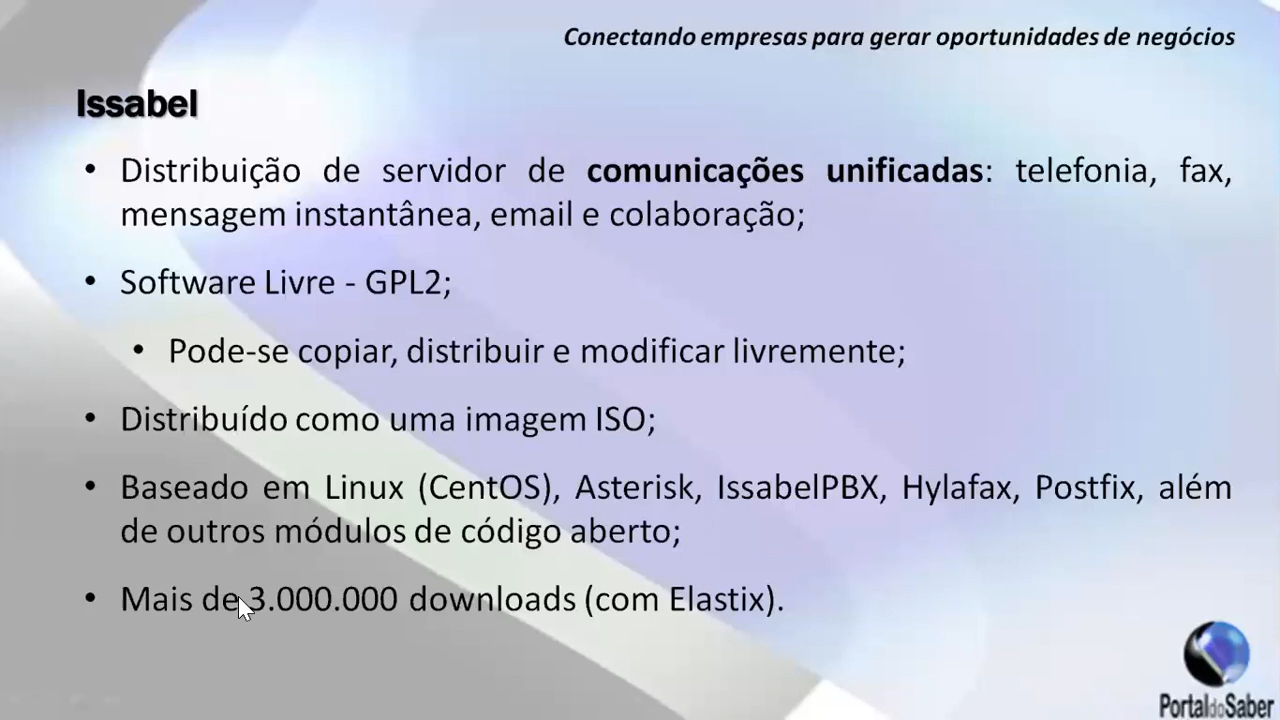 Conectando empresas para gerar oportunidades de negócios
Issabel
• Distribuição de servidor de comunicações unificadas: telefonia, fax,
mensagem instantânea, email e colaboração;
• Software Livre - GPL2;
• Pode-se copiar, distribuir e modificar livremente;
• Distribuído como uma imagem ISO;
• Baseado em Linux (CentOS), Asterisk, IssabelPBX, Hylafax, Postfix, além
de outros módulos de código aberto;
• Mais de 3.000.000 downloads (com Elastix).
PortaldoSaber